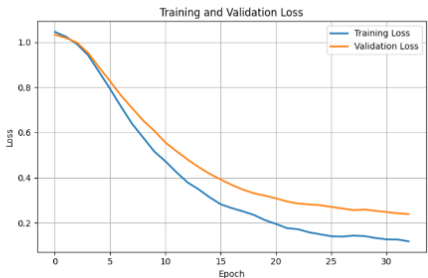 Training and Validation Loss
Training Loss
Validation Loss
Loss
1.0
0.8
0.6
0.4
0.2
0 5 10 15 20 25 30
Epoch